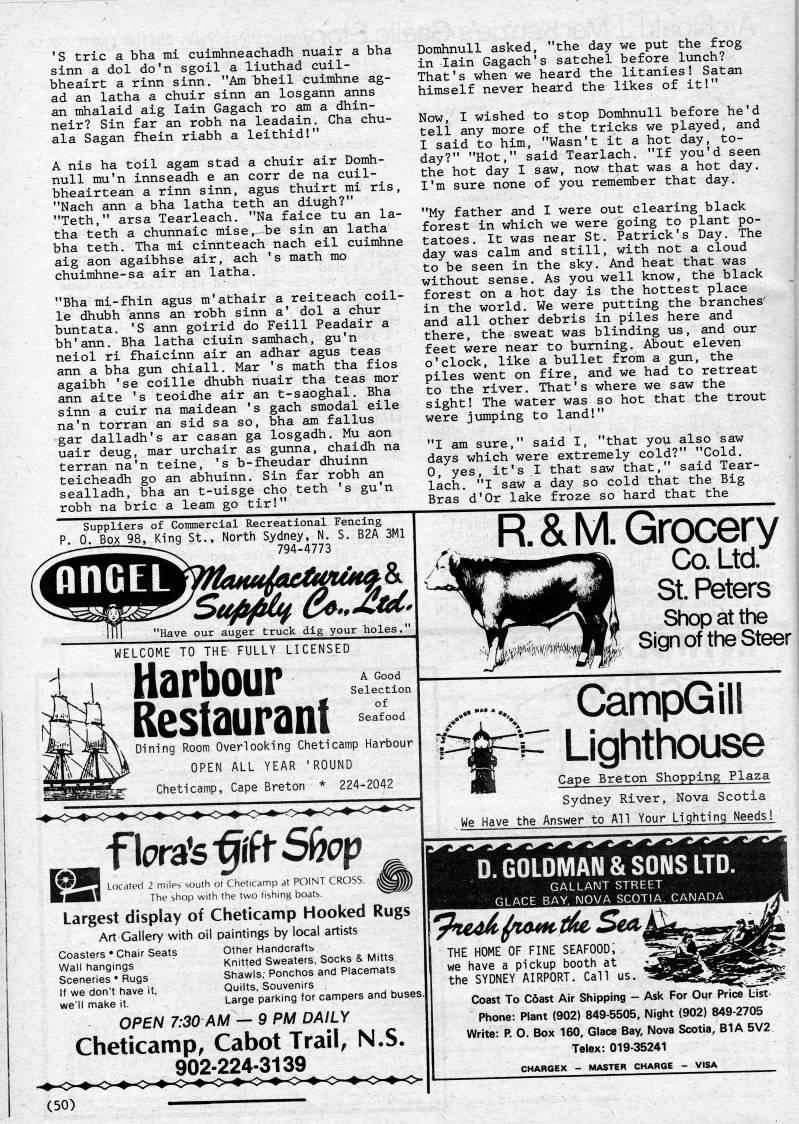 'S tric a bha mi cuimhneachadh nuair a bha
sinn a dol do'n sgoil a liuthad cuil-
bheairt a rinn sinn. "Am bheil cuimhne ag-
ad an latha a chuir sinn an losgann anns
an mhalaid aig Iain Gagach ro am a dhin-
neir? Sin far an robh na leadain. Cha chu-
ala Sagan fhein riabh a leithid!"
A nis ha toil agam stad a chuir air Domh-
null mu'n innseadh e an corr de na cuil-
bheairtean a rinn sinn, agus thuirt mi ris,
"Nach ann a bha latha teth an diugh?"
"Teth," arsa Tearleach. "Na faice tu an la-
tha teth a chunnaic mise, be sin an latha
bha teth. Tha mi cinnteach nach eil cuimhne
aig aon agaibhse air, ach 's math mo
chuimhne-sa air an latha.
"Bha mi-fhin agus m'athair a reiteach coil-
le dhubh anns an robh sinn a' dol a chur
buntata. 'S ann goirid do Feill Peadair a
bh'ann. Bha latha ciuin samhach, gu'n
neiol ri fhaicinn air an adhar agus teas
ann a bha gun chiall. Mar 's math tha fios
agaibh 'se coille dhubh nuair tha teas mor
ann aite 's teoidhe air an t-saoghal. Bha
sinn a cuir na maidean 's gach smodal eile
na'n torran an sid sa so, bha am fallus
gar dalladh's ar casan ga losgadh. Mu aon
uair deug, mar urchair as gunna, chaidh na
terran na'n teine, 's b-fheudar dhuinn
teicheadh go an abhuinn. Sin far robh an
sealladh, bha an t-uisge cho teth 's gu'n
robh na bric a leam go tir!"
Domhnull asked, "the day we put the frog
in Iain Gagach's satchel before lunch?
That's when we heard the litanies! Satan
himself never heard the likes of it!"
Now, I wished to stop Domhnull before he'd
tell any more of the tricks we played, and
I said to him, "Wasn't it a hot day, to-
day?" "Hot," said Tearlach. "If you'd seen
the hot day I saw, now that was a hot day.
I'm sure none of you remember that day.
"My father and I were out clearing black
forest in which we were going to plant po-
tatoes. It was near St. Patrick's Day. The
day was calm and still, with not a cloud
to be seen in the sky. And heat that was
without sense. As you well know, the black
forest on a hot day is the hottest place
in the world. We were putting the branches
and all other debris in piles here and
there, the sweat was blinding us, and our
feet were near to burning. About eleven
o'clock, like a bullet from a gun, the
piles went on fire, and we had to retreat
to the river. That's where we saw the
sight! The water was so hot that the trout
were jumping to land!"
"I am sure," said I, "that you also saw
days which were extremely cold?" "Cold.
O, yes, it's I that saw that," said Tear-
lach. "I saw a day so cold that the Big
Bras d'Or lake froze so hard that the
Suppliers of Commercial Recreational Fencing
P. O. Box 98, King St., North Sydney, N. S. B2A 3M1
794-4773
ANGEL Manufacturing &
Supply Co., Ltd.
"Have our auger truck dig your holes."
R. & M. Grocery
Co. Ltd.
St. Peters
Shop at the
Sign of the Steer
WELCOME TO THE FULLY LICENSED
Harbour
Restaurant
A Good
Selection
of
Seafood
Dining Room Overlooking Cheticamp Harbour
OPEN ALL YEAR 'ROUND
Cheticamp, Cape Breton * 224-2042
THE LIGHTHOUSE HAS A BRIGHTER IDEA.
CampGill
Lighthouse
Cape Breton Shopping Plaza
Sydney River, Nova Scotia
We Have the Answer to All Your Lighting Needs!
Flora's Gift Shop
Located 2 miles south of Cheticamp at POINT CROSS.
The shop with the two fishing boats.
Largest display of Cheticamp Hooked Rugs
Art Gallery with oil paintings by local artists
Coasters * Chair Seats
Wall hangings
Sceneries * Rugs
If we don't have it,
we'll make it.
Other Handcrafts
Knitted Sweaters, Socks & Mitts
Shawls; Ponchos and Placemats
Quilts, Souvenirs
Large parking for campers and buses.
OPEN 7:30 AM — 9 PM DAILY
Cheticamp, Cabot Trail, N.S.
902-224-3139
D. GOLDMAN & SONS LTD.
GALLANT STREET
GLACE BAY, NOVA SCOTIA, CANADA
Fresh from the Sea
THE HOME OF FINE SEAFOOD,
we have a pickup booth at
the SYDNEY AIRPORT. Call us.
Coast To Coast Air Shipping — Ask For Our Price List
Phone: Plant (902) 849-5505, Night (902) 849-2705
Write: P. O. Box 160, Glace Bay, Nova Scotia, B1A 5V2
Telex: 019-35241
CHARGEX — MASTER CHARGE — VISA
(50)